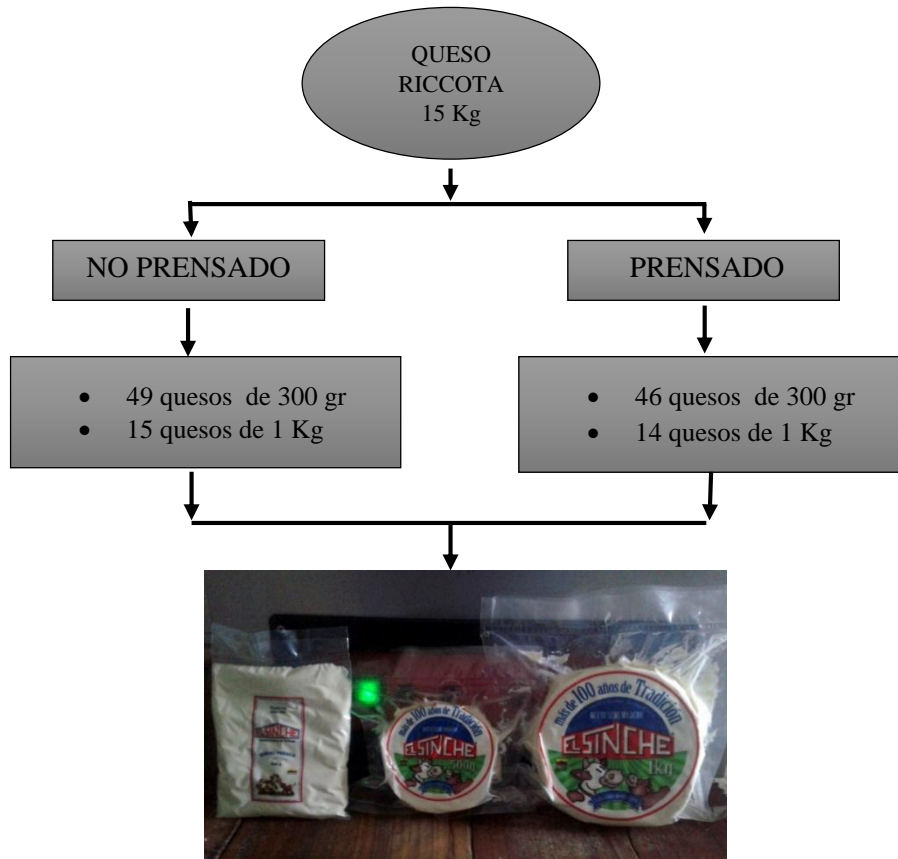 QUESO
RICCOTA
15 Kg
NO PRENSADO
PRENSADO
• 49 quesos de 300 gr
• 15 quesos de 1 Kg
• 46 quesos de 300 gr
• 14 quesos de 1 Kg
más de 100 años de Tradición
EL SINCHE
500g
más de 100 años de Tradición
EL SINCHE
1kg